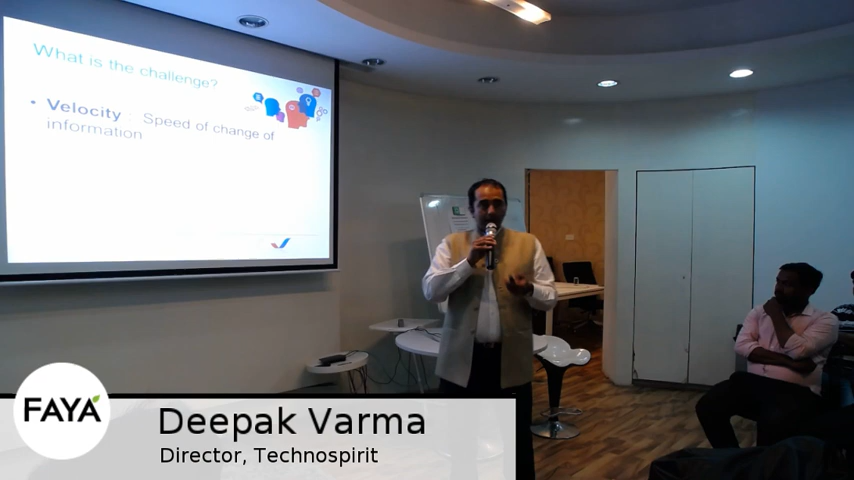 What is the challenge?
• Velocity : Speed of change of
information
FAYA
Deepak Varma
Director, Technospirit